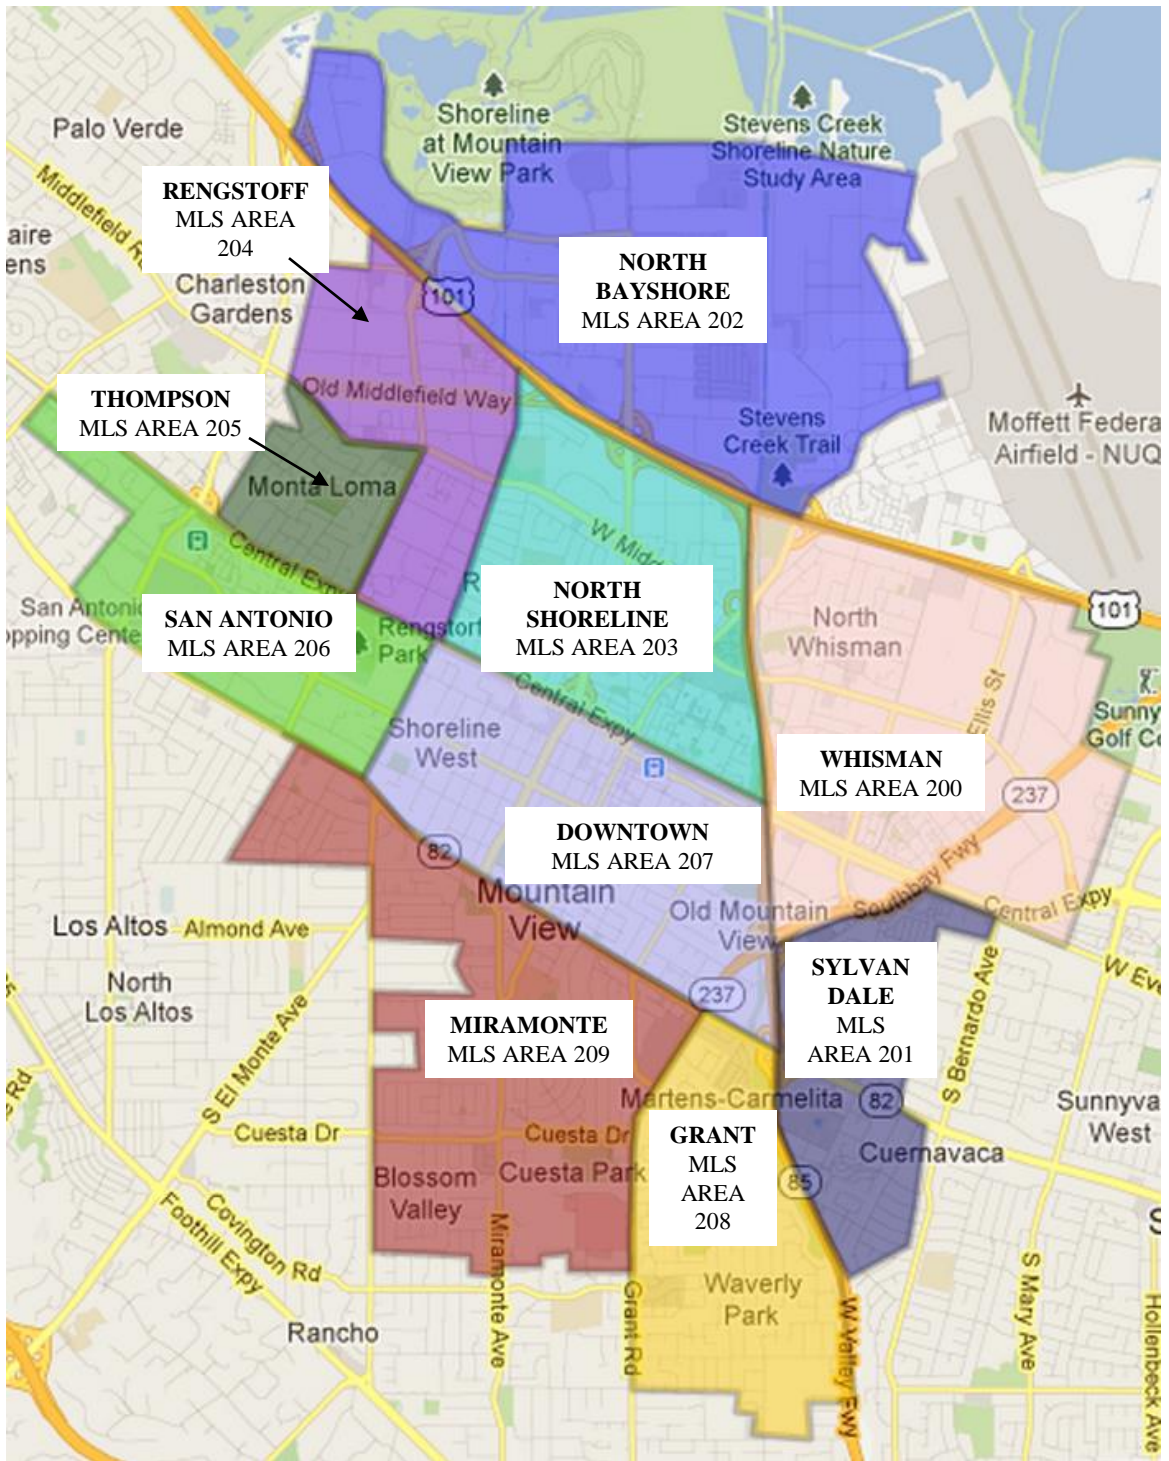 Shoreline
at Mountain
View Park
Stevens Creek
Shoreline Nature
Study Area
Palo Verde
Middlefield R
RENGSTOFF
MLS AREA
204
aire
ens
Charleston
Gardens
101
NORTH
BAYSHORE
MLS AREA 202
Old Middlefield Way
THOMPSON
MLS AREA 205
Stevens
Creek Trail
Moffett Federa
Airfield - NUQ
Monta Loma
W Midd
Central Expy
NORTH
SHORELINE
MLS AREA 203
R
San Antonio
opping Cente
SAN ANTONIO
MLS AREA 206
Rengstorf
Park
North
Whisman
101
Ellis St
Sunny
Golf Co
Central Expy
Shoreline
West
WHISMAN
MLS AREA 200
237
DOWNTOWN
MLS AREA 207
82
Mountain
View
Old Mountain
View
Southbay Fwy
Central Expy
Los Altos
Almond Ave
North
Los Altos
SYLVAN
DALE
MLS
AREA 201
W Eve
237
MIRAMONTE
MLS AREA 209
S Bernardo Ave
S El Monte Ave
e Rd
Martens-Carmelita
82
Sunnyva
West
Cuesta Dr
Cuesta Dr
GRANT
MLS
AREA
208
Cuernavaca
Blossom
Valley
Cuesta Park
85
S
Covington Rd
Foothill Expy
Miramonte Ave
Grant Rd
Waverly
Park
W Valley Fwy
S Mary Ave
Hollenbeck Ave
Rancho